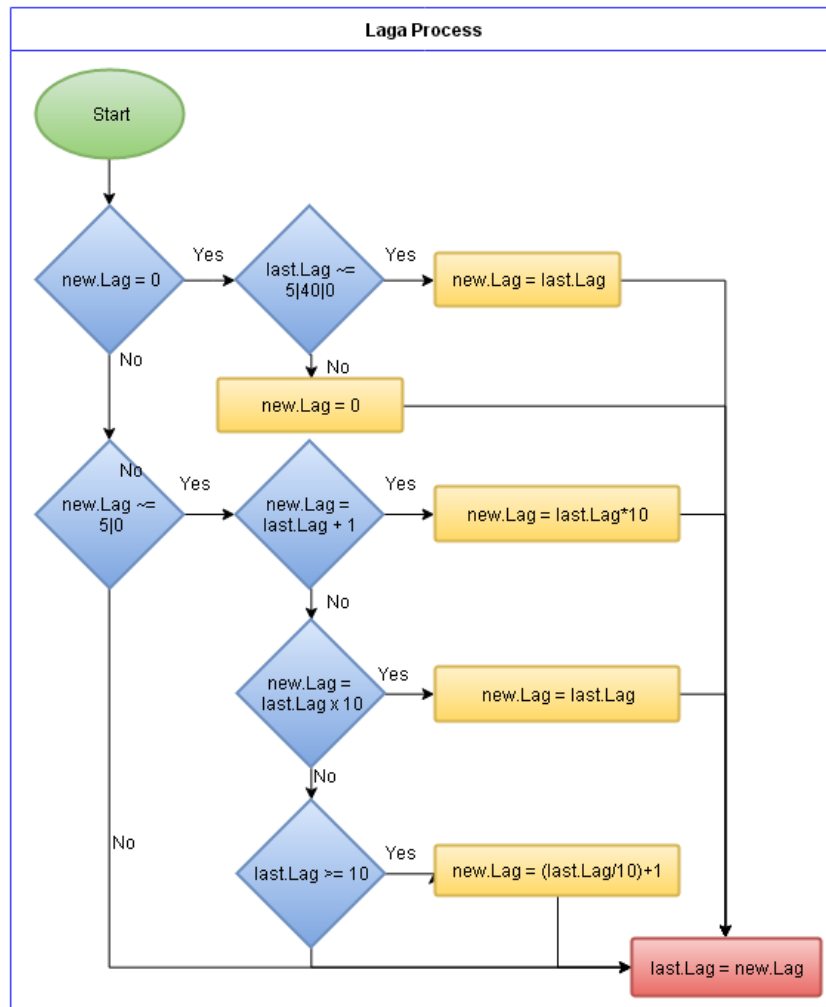 Laga Process
Start
new.Lag = 0
Yes
last.Lag ~=
5|40|0
Yes
new.Lag = last.Lag
No
No
new.Lag = 0
No
new.Lag ~=
5|0
Yes
new.Lag =
last.Lag + 1
Yes
new.Lag = last.Lag*10
No
new.Lag =
last.Lag x 10
Yes
new.Lag = last.Lag
No
No
last.Lag >= 10
Yes
new.Lag = (last.Lag/10)+1
last.Lag = new.Lag